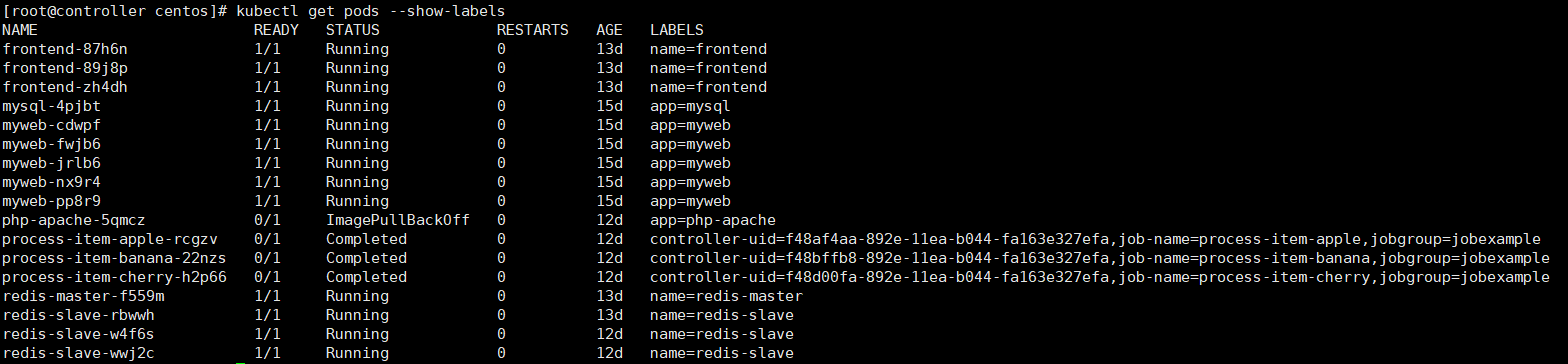 [root@controller centos]# kubectl get pods --show-labels
NAME                        READY   STATUS             RESTARTS   AGE   LABELS
frontend-87h6n              1/1     Running            0          13d   name=frontend
frontend-89j8p              1/1     Running            0          13d   name=frontend
frontend-zh4dh              1/1     Running            0          13d   name=frontend
mysql-4pjbt                 1/1     Running            0          15d   app=mysql
myweb-cdwpf                 1/1     Running            0          15d   app=myweb
myweb-fwjb6                 1/1     Running            0          15d   app=myweb
myweb-jrlb6                 1/1     Running            0          15d   app=myweb
myweb-nx9r4                 1/1     Running            0          15d   app=myweb
myweb-pp8r9                 1/1     Running            0          15d   app=myweb
php-apache-5qmcz            0/1     ImagePullBackOff   0          12d   app=php-apache
process-item-apple-rcgzv    0/1     Completed          0          12d   controller-uid=f48af4aa-892e-11ea-b044-fa163e327efa,job-name=process-item-apple,jobgroup=jobexample
process-item-banana-22nzs   0/1     Completed          0          12d   controller-uid=f48bffb8-892e-11ea-b044-fa163e327efa,job-name=process-item-banana,jobgroup=jobexample
process-item-cherry-h2p66   0/1     Completed          0          12d   controller-uid=f48d00fa-892e-11ea-b044-fa163e327efa,job-name=process-item-cherry,jobgroup=jobexample
redis-master-f559m          1/1     Running            0          13d   name=redis-master
redis-slave-rbwwh           1/1     Running            0          13d   name=redis-slave
redis-slave-w4f6s           1/1     Running            0          12d   name=redis-slave
redis-slave-wwj2c           1/1     Running            0          12d   name=redis-slave